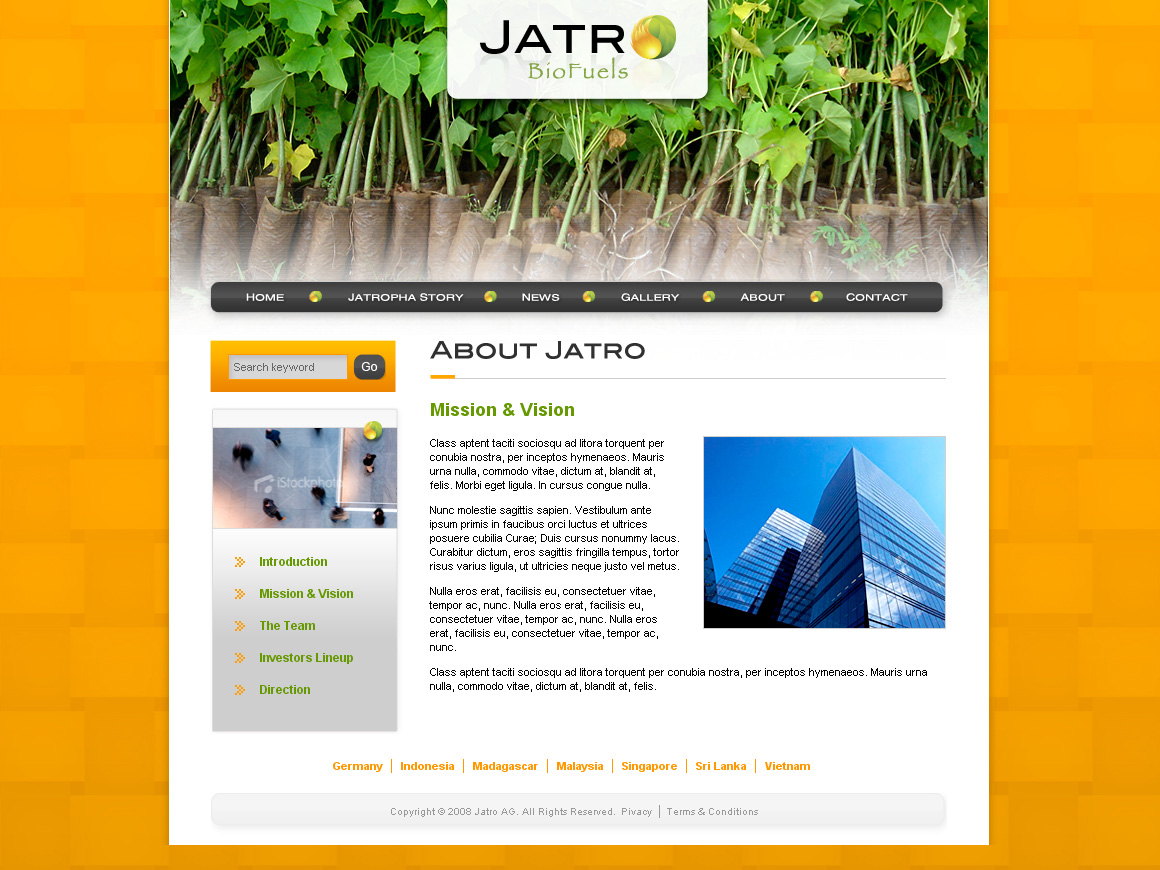 JATRO
BioFuels
HOME JATROPHA STORY NEWS GALLERY ABOUT CONTACT
Search keyword Go
iStockphoto
Introduction
Mission & Vision
The Team
Investors Lineup
Direction
ABOUT JATRO
Mission & Vision
Class aptent taciti sociosqu ad litora torquent per
conubia nostra, per inceptos hymenaeos. Mauris
urna nulla, commodo vitae, dictum at, blandit at,
felis. Morbi eget ligula. In cursus congue nulla.
Nunc molestie sagittis sapien. Vestibulum ante
ipsum primis in faucibus orci luctus et ultrices
posuere cubilia Curae; Duis cursus nonummy lacus.
Curabitur dictum, eros sagittis fringilla tempus, tortor
risus varius ligula, ut ultricies neque justo vel metus.
Nulla eros erat, facilisis eu, consectetuer vitae,
tempor ac, nunc. Nulla eros erat, facilisis eu,
consectetuer vitae, tempor ac, nunc. Nulla eros
erat, facilisis eu, consectetuer vitae, tempor ac,
nunc.
Class aptent taciti sociosqu ad litora torquent per conubia nostra, per inceptos hymenaeos. Mauris urna
nulla, commodo vitae, dictum at, blandit at, felis.
Germany | Indonesia | Madagascar | Malaysia | Singapore | Sri Lanka | Vietnam
Copyright © 2008 Jatro AG. All Rights Reserved. Pivacy | Terms & Conditions